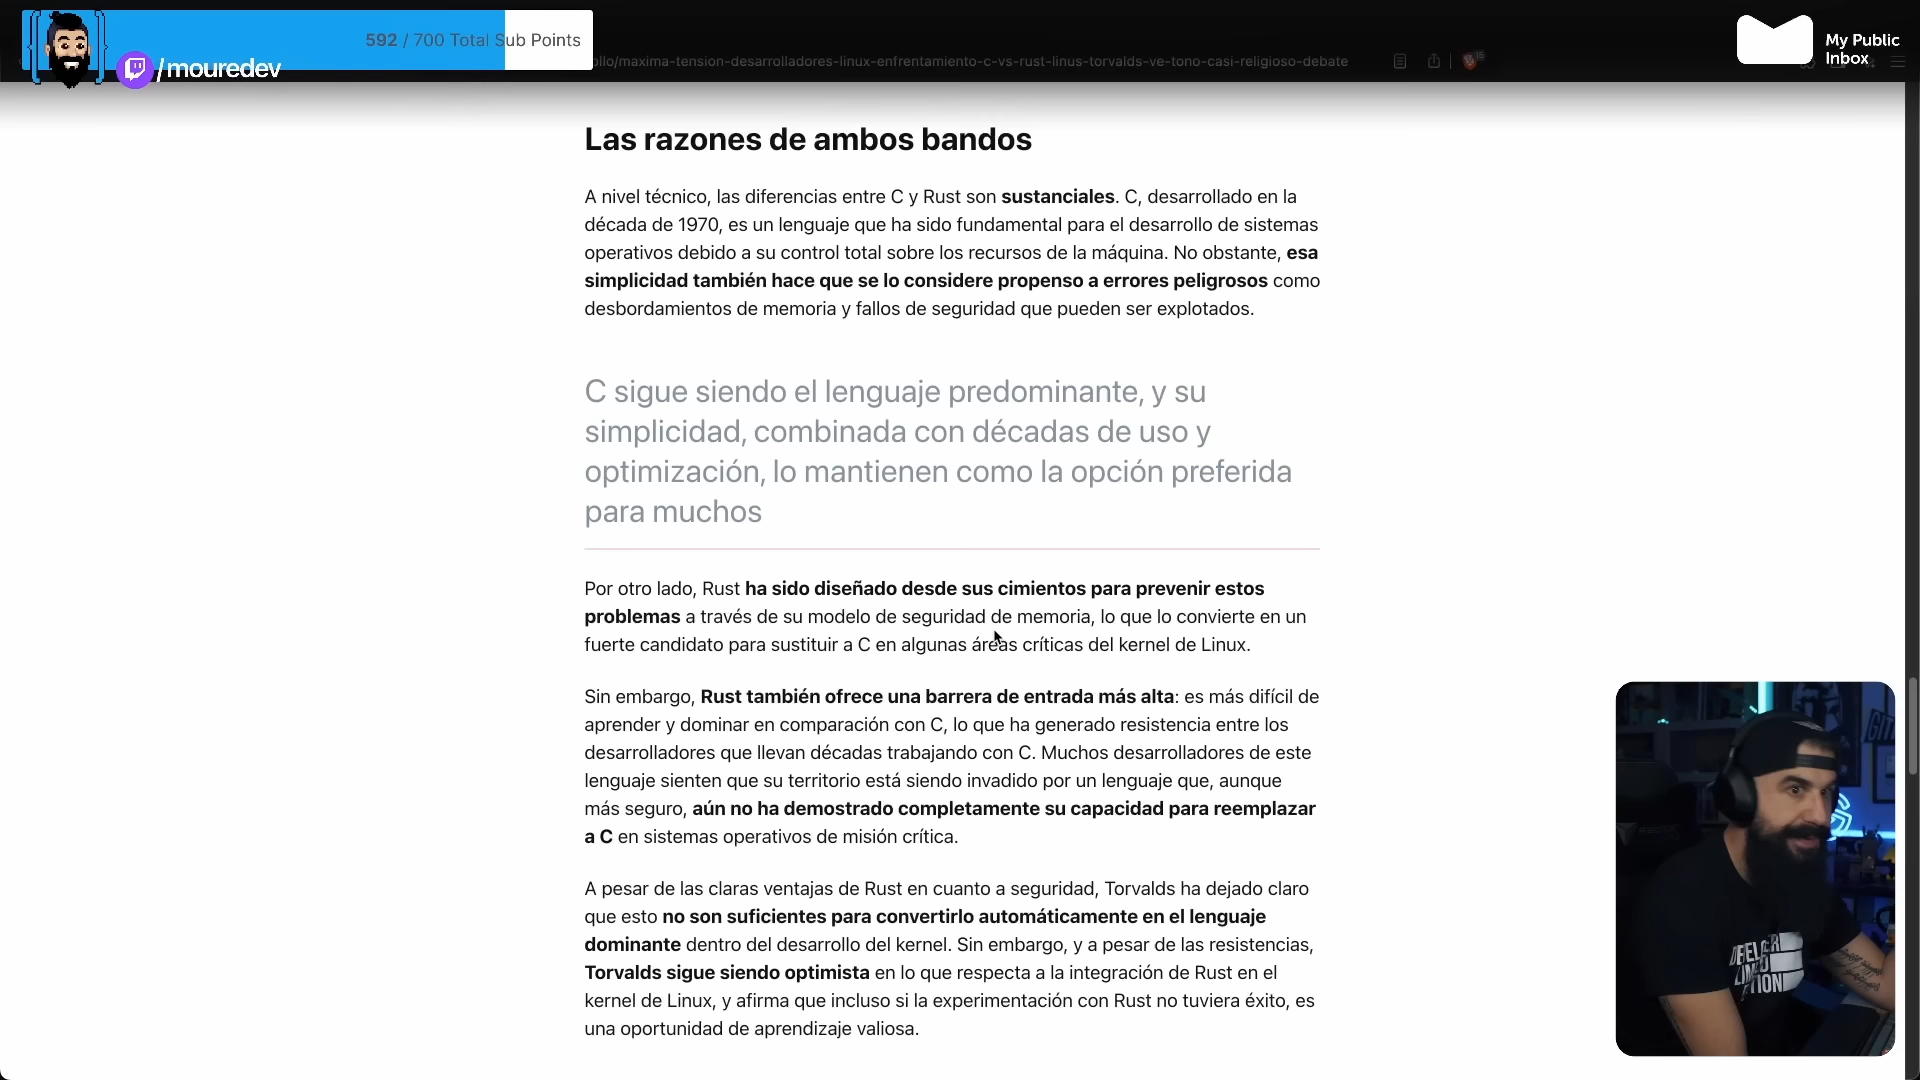 592 / 700 Total Sub Points
/mouredev
ollo/maxima-tension-desarrolladores-linux-enfrentamiento-c-vs-rust-linus-torvalds-ve-tono-casi-religioso-debate
My Public
Inbox
Las razones de ambos bandos
A nivel técnico, las diferencias entre C y Rust son sustanciales. C, desarrollado en la
década de 1970, es un lenguaje que ha sido fundamental para el desarrollo de sistemas
operativos debido a su control total sobre los recursos de la máquina. No obstante, esa
simplicidad también hace que se lo considere propenso a errores peligrosos como
desbordamientos de memoria y fallos de seguridad que pueden ser explotados.
C sigue siendo el lenguaje predominante, y su
simplicidad, combinada con décadas de uso y
optimización, lo mantienen como la opción preferida
para muchos
Por otro lado, Rust ha sido diseñado desde sus cimientos para prevenir estos
problemas a través de su modelo de seguridad de memoria, lo que lo convierte en un
fuerte candidato para sustituir a C en algunas áreas críticas del kernel de Linux.
Sin embargo, Rust también ofrece una barrera de entrada más alta: es más difícil de
aprender y dominar en comparación con C, lo que ha generado resistencia entre los
desarrolladores que llevan décadas trabajando con C. Muchos desarrolladores de este
lenguaje sienten que su territorio está siendo invadido por un lenguaje que, aunque
más seguro, aún no ha demostrado completamente su capacidad para reemplazar
a C en sistemas operativos de misión crítica.
A pesar de las claras ventajas de Rust en cuanto a seguridad, Torvalds ha dejado claro
que esto no son suficientes para convertirlo automáticamente en el lenguaje
dominante dentro del desarrollo del kernel. Sin embargo, y a pesar de las resistencias,
Torvalds sigue siendo optimista en lo que respecta a la integración de Rust en el
kernel de Linux, y afirma que incluso si la experimentación con Rust no tuviera éxito, es
una oportunidad de aprendizaje valiosa.